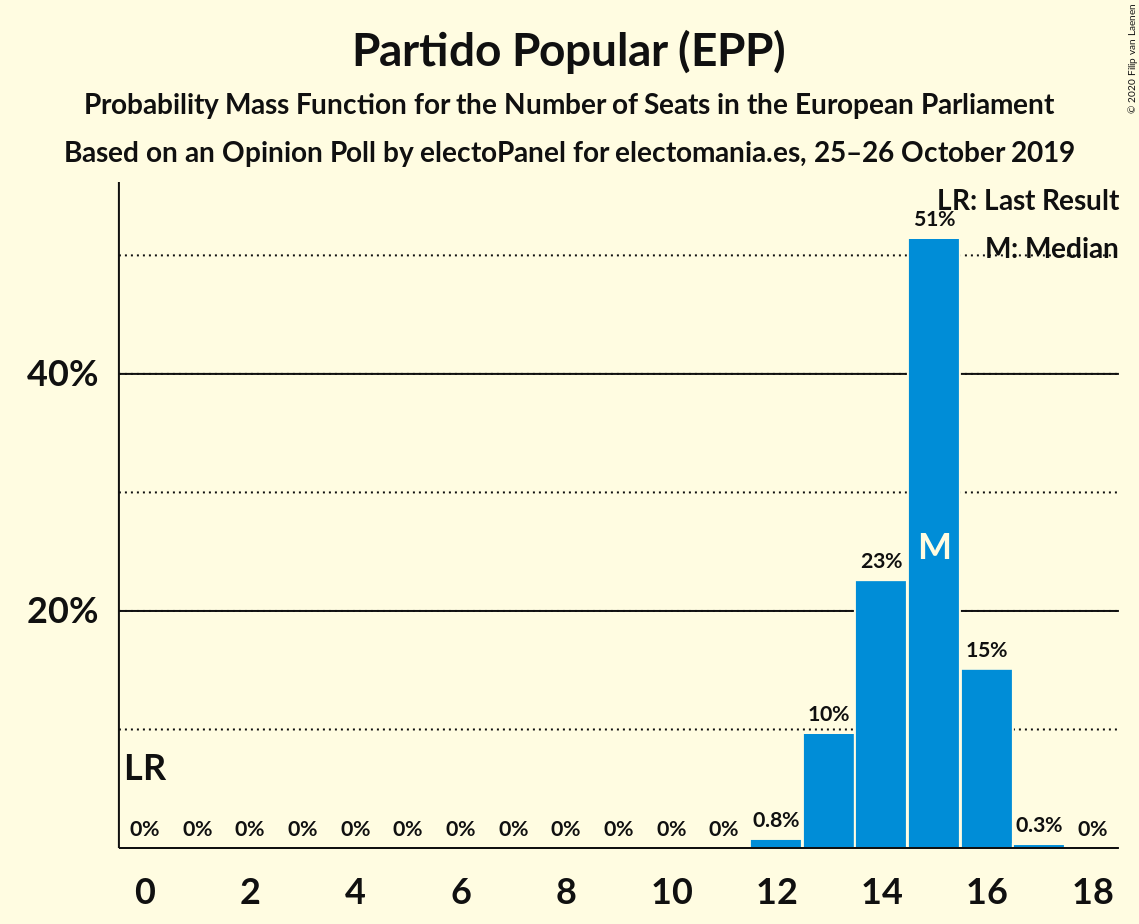 Partido Popular (EPP)
Probability Mass Function for the Number of Seats in the European Parliament
Based on an Opinion Poll by electoPanel for electomania.es, 25–26 October 2019
© 2020 Filip van Laenen
LR: Last Result
51%
M: Median
40%
M
23%
20%
15%
10%
LR
0% 0% 0% 0% 0% 0% 0% 0% 0% 0% 0% 0% 0.8% 0.3% 0%
0 2 4 6 8 10 12 14 16 18